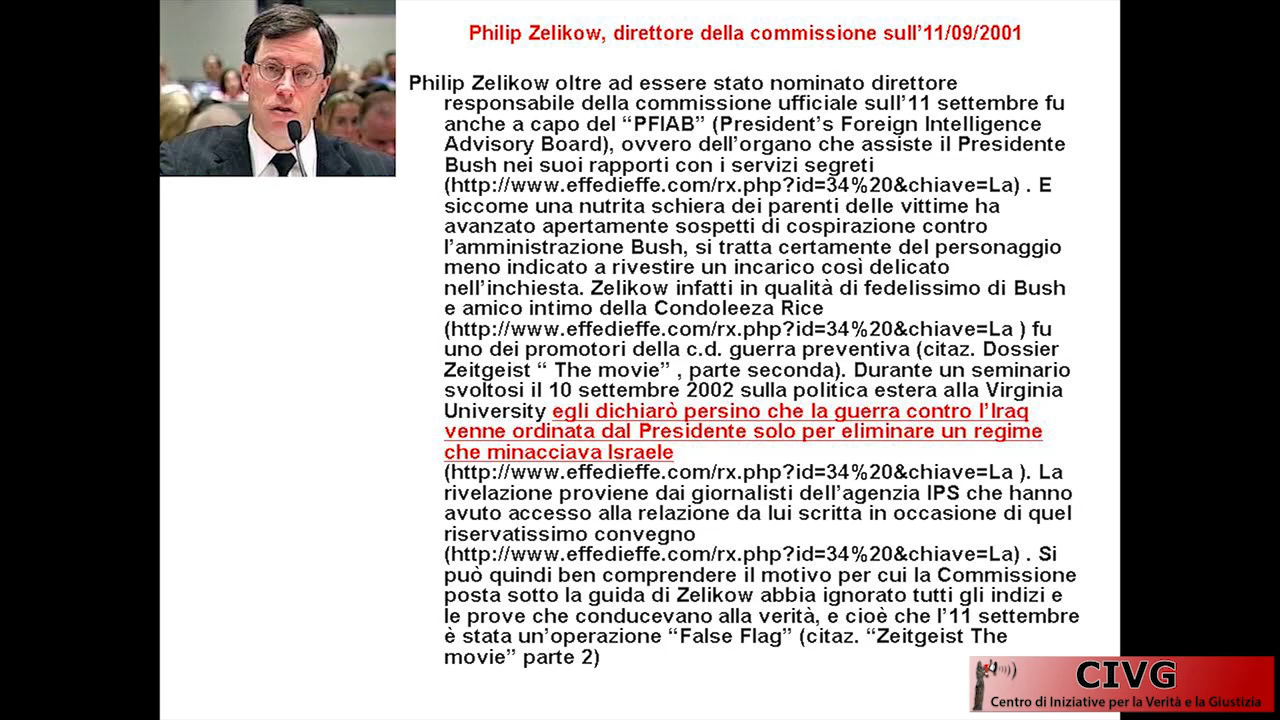 Philip Zelikow, direttore della commissione sull'11/09/2001
Philip Zelikow oltre ad essere stato nominato direttore
responsabile della commissione ufficiale sull'11 settembre fu
anche a capo del “PFIAB” (President's Foreign Intelligence
Advisory Board), ovvero dell'organo che assiste il Presidente
Bush nei suoi rapporti con i servizi segreti
(http://www.effedieffe.com/rx.php?id=34%20&chiave=La) . E
siccome una nutrita schiera dei parenti delle vittime ha
avanzato apertamente sospetti di cospirazione contro
l'amministrazione Bush, si tratta certamente del personaggio
meno indicato a rivestire un incarico così delicato
nell'inchiesta. Zelikow infatti in qualità di fedelissimo di Bush
e amico intimo della Condoleeza Rice
(http://www.effedieffe.com/rx.php?id=34%20&chiave=La ) fu
uno dei promotori della c.d. guerra preventiva (citaz. Dossier
Zeitgeist “ The movie” , parte seconda). Durante un seminario
svoltosi il 10 settembre 2002 sulla politica estera alla Virginia
University egli dichiarò persino che la guerra contro l'Iraq
venne ordinata dal Presidente solo per eliminare un regime
che minacciava Israele
(http://www.effedieffe.com/rx.php?id=34%20&chiave=La ). La
rivelazione proviene dai giornalisti dell'agenzia IPS che hanno
avuto accesso alla relazione da lui scritta in occasione di quel
riservatissimo convegno
(http://www.effedieffe.com/rx.php?id=34%20&chiave=La) . Si
può quindi ben comprendere il motivo per cui la Commissione
posta sotto la guida di Zelikow abbia ignorato tutti gli indizi e
le prove che conducevano alla verità, e cioè che l'11 settembre
è stata un'operazione “False Flag” (citaz. “Zeitgeist The
movie” parte 2)
CIVG
Centro di Iniziative per la Verità e la Giustizia